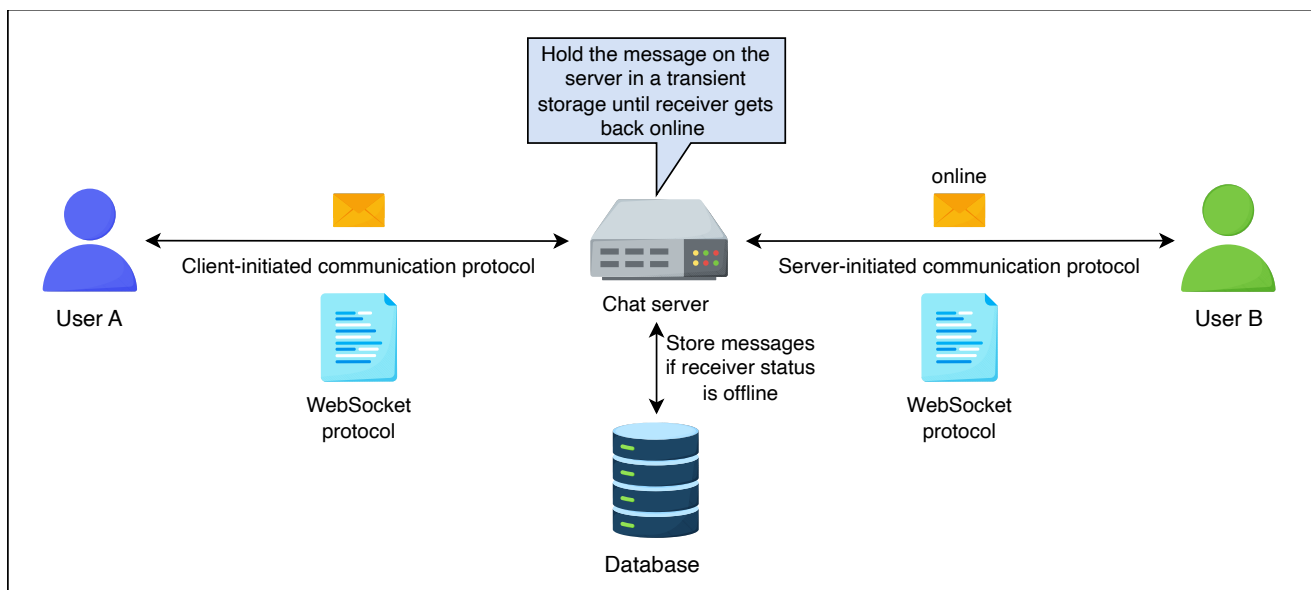 Hold the message on the
server in a transient
storage until receiver gets
back online
online
Client-initiated communication protocol
Server-initiated communication protocol
User A
Chat server
User B
Store messages
if receiver status
is offline
WebSocket
protocol
WebSocket
protocol
Database